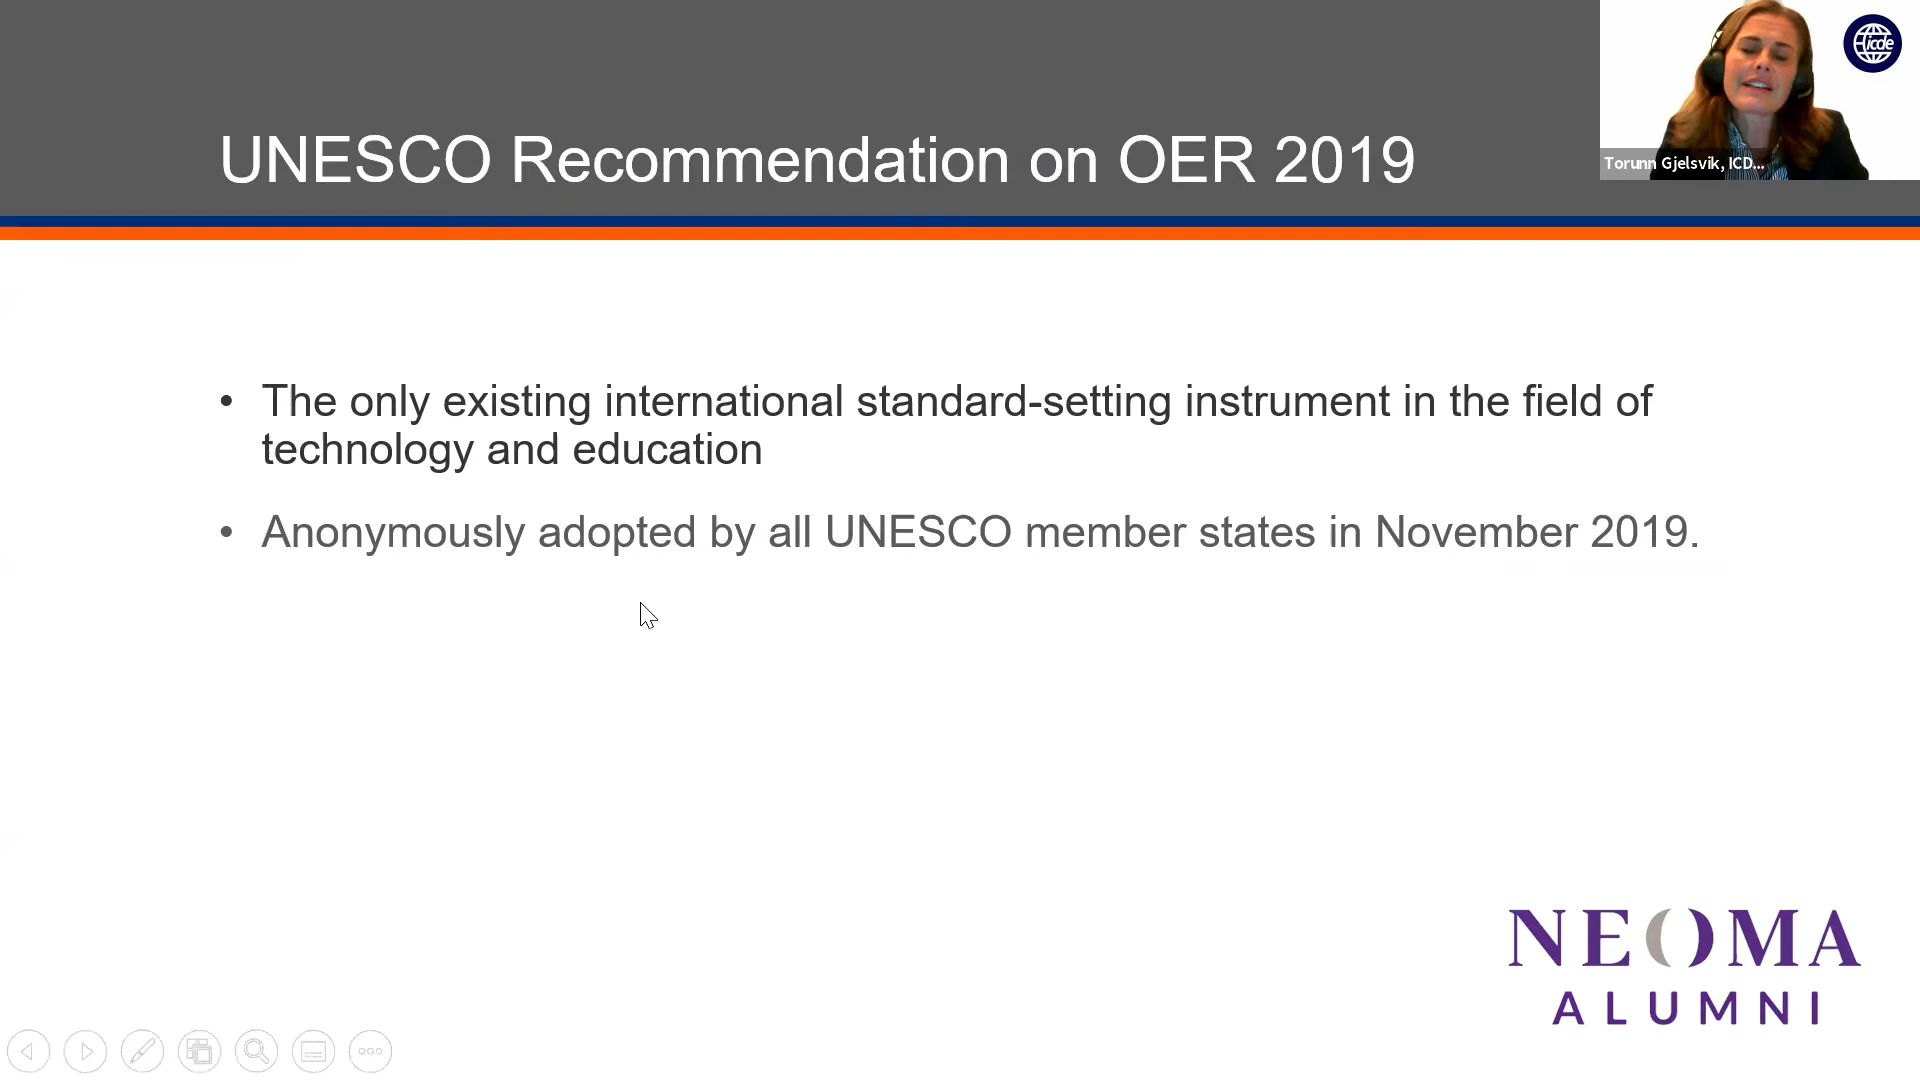 UNESCO Recommendation on OER 2019
icde
Torunn Gjelsvik, ICD...
• The only existing international standard-setting instrument in the field of
technology and education
• Anonymously adopted by all UNESCO member states in November 2019.
NEOMA
ALUMNI